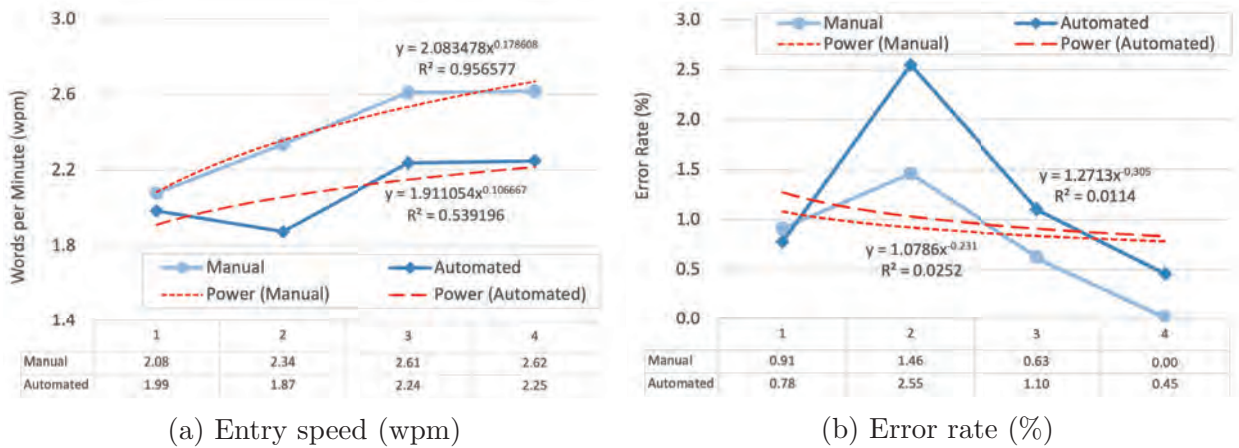 3.0
2.6
2.2
1.8
1.4
Words per Minute (wpm)
y = 2.083478x^0.178608
R² = 0.956577
y = 1.911054x^0.106667
R² = 0.539196
Manual Automated
Power (Manual) Power (Automated)
1 2 3 4
Manual 2.08 2.34 2.61 2.62
Automated 1.99 1.87 2.24 2.25
(a) Entry speed (wpm)
3.0
2.5
2.0
1.5
1.0
0.5
0.0
Error Rate (%)
Manual Automated
Power (Manual) Power (Automated)
y = 1.2713x^-0.305
R² = 0.0114
y = 1.0786x^-0.231
R² = 0.0252
1 2 3 4
Manual 0.91 1.46 0.63 0.00
Automated 0.78 2.55 1.10 0.45
(b) Error rate (%)